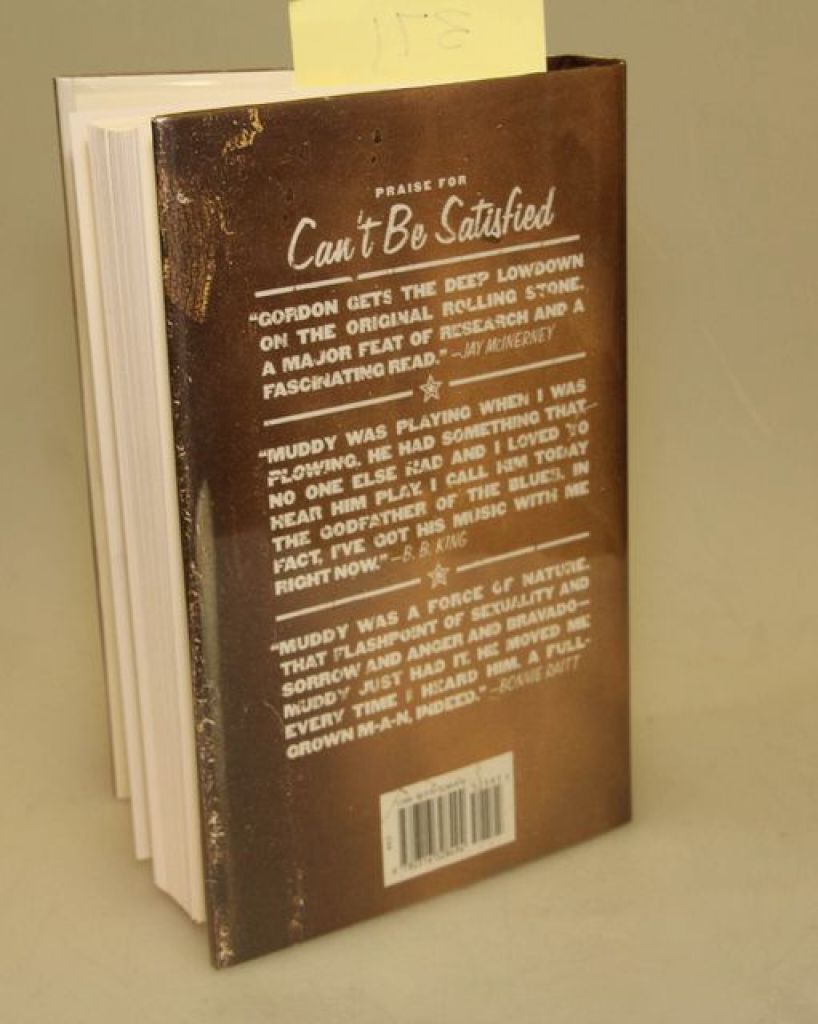 PRAISE FOR
Can't Be Satisfied
"GORDON GETS THE DEEP LOWDOWN
ON THE ORIGINAL ROLLING STONE.
A MAJOR FEAT OF RESEARCH AND A
FASCINATING READ." —JAY McINERNEY
"MUDDY WAS PLAYING WHEN I WAS
PLOWING. HE HAD SOMETHING THAT
NO ONE ELSE HAD AND I LOVED TO
HEAR HIM PLAY. I CALL HIM TODAY
THE GODFATHER OF THE BLUES. IN
FACT, I'VE GOT HIS MUSIC WITH ME
RIGHT NOW." —B. B. KING
"MUDDY WAS A FORCE OF NATURE.
THAT FLASHPOINT OF SEXUALITY AND
SORROW AND ANGER AND BRAVADO—
MUDDY JUST HAD IT. HE MOVED ME
EVERY TIME I HEARD HIM. A FULL-
GROWN M-A-N, INDEED." —BONNIE RAITT